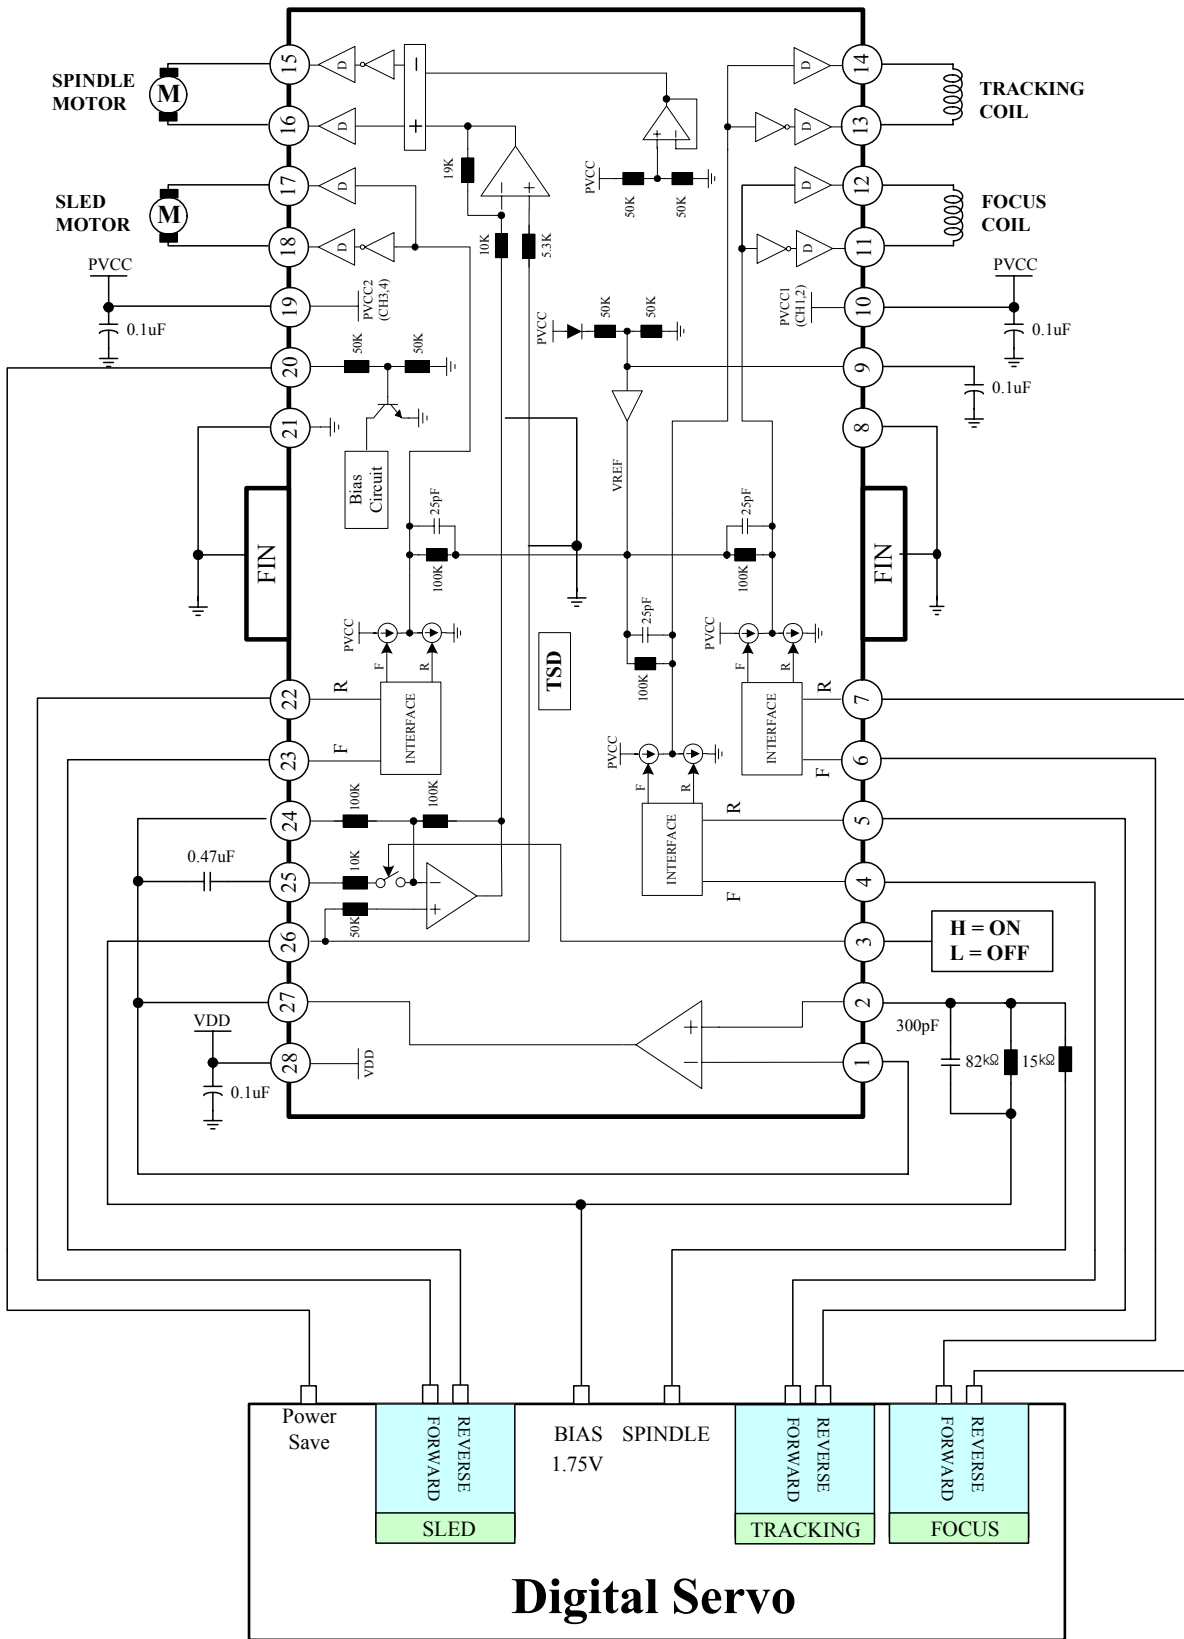 15
14
SPINDLE
MOTOR
M
D
D
−
TRACKING
COIL
16
D
+
+
−
D
13
19K
−
+
PVCC
50K
50K
17
D
D
12
SLED
MOTOR
M
FOCUS
COIL
18
D
10K
5.3K
D
11
PVCC
PVCC
19
PVCC2
(CH3,4)
PVCC1
(CH1,2)
10
0.1uF
0.1uF
PVCC
50K
50K
50K
50K
20
9
0.1uF
21
8
Bias
Circuit
VREF
25pF
25pF
FIN
FIN
100K
100K
25pF
PVCC
PVCC
F
R
F
R
TSD
100K
22
R
INTERFACE
INTERFACE
R
7
23
F
PVCC
F
6
F
R
24
100K
100K
R
5
0.47uF
25
10K
−
INTERFACE
F
4
50K
+
26
3
H = ON
L = OFF
27
2
VDD
+
300pF
28
VDD
−
1
82kΩ
15kΩ
0.1uF
Power
Save
FORWARD
REVERSE
SLED
BIAS
1.75V
SPINDLE
FORWARD
REVERSE
TRACKING
FORWARD
REVERSE
FOCUS
Digital Servo